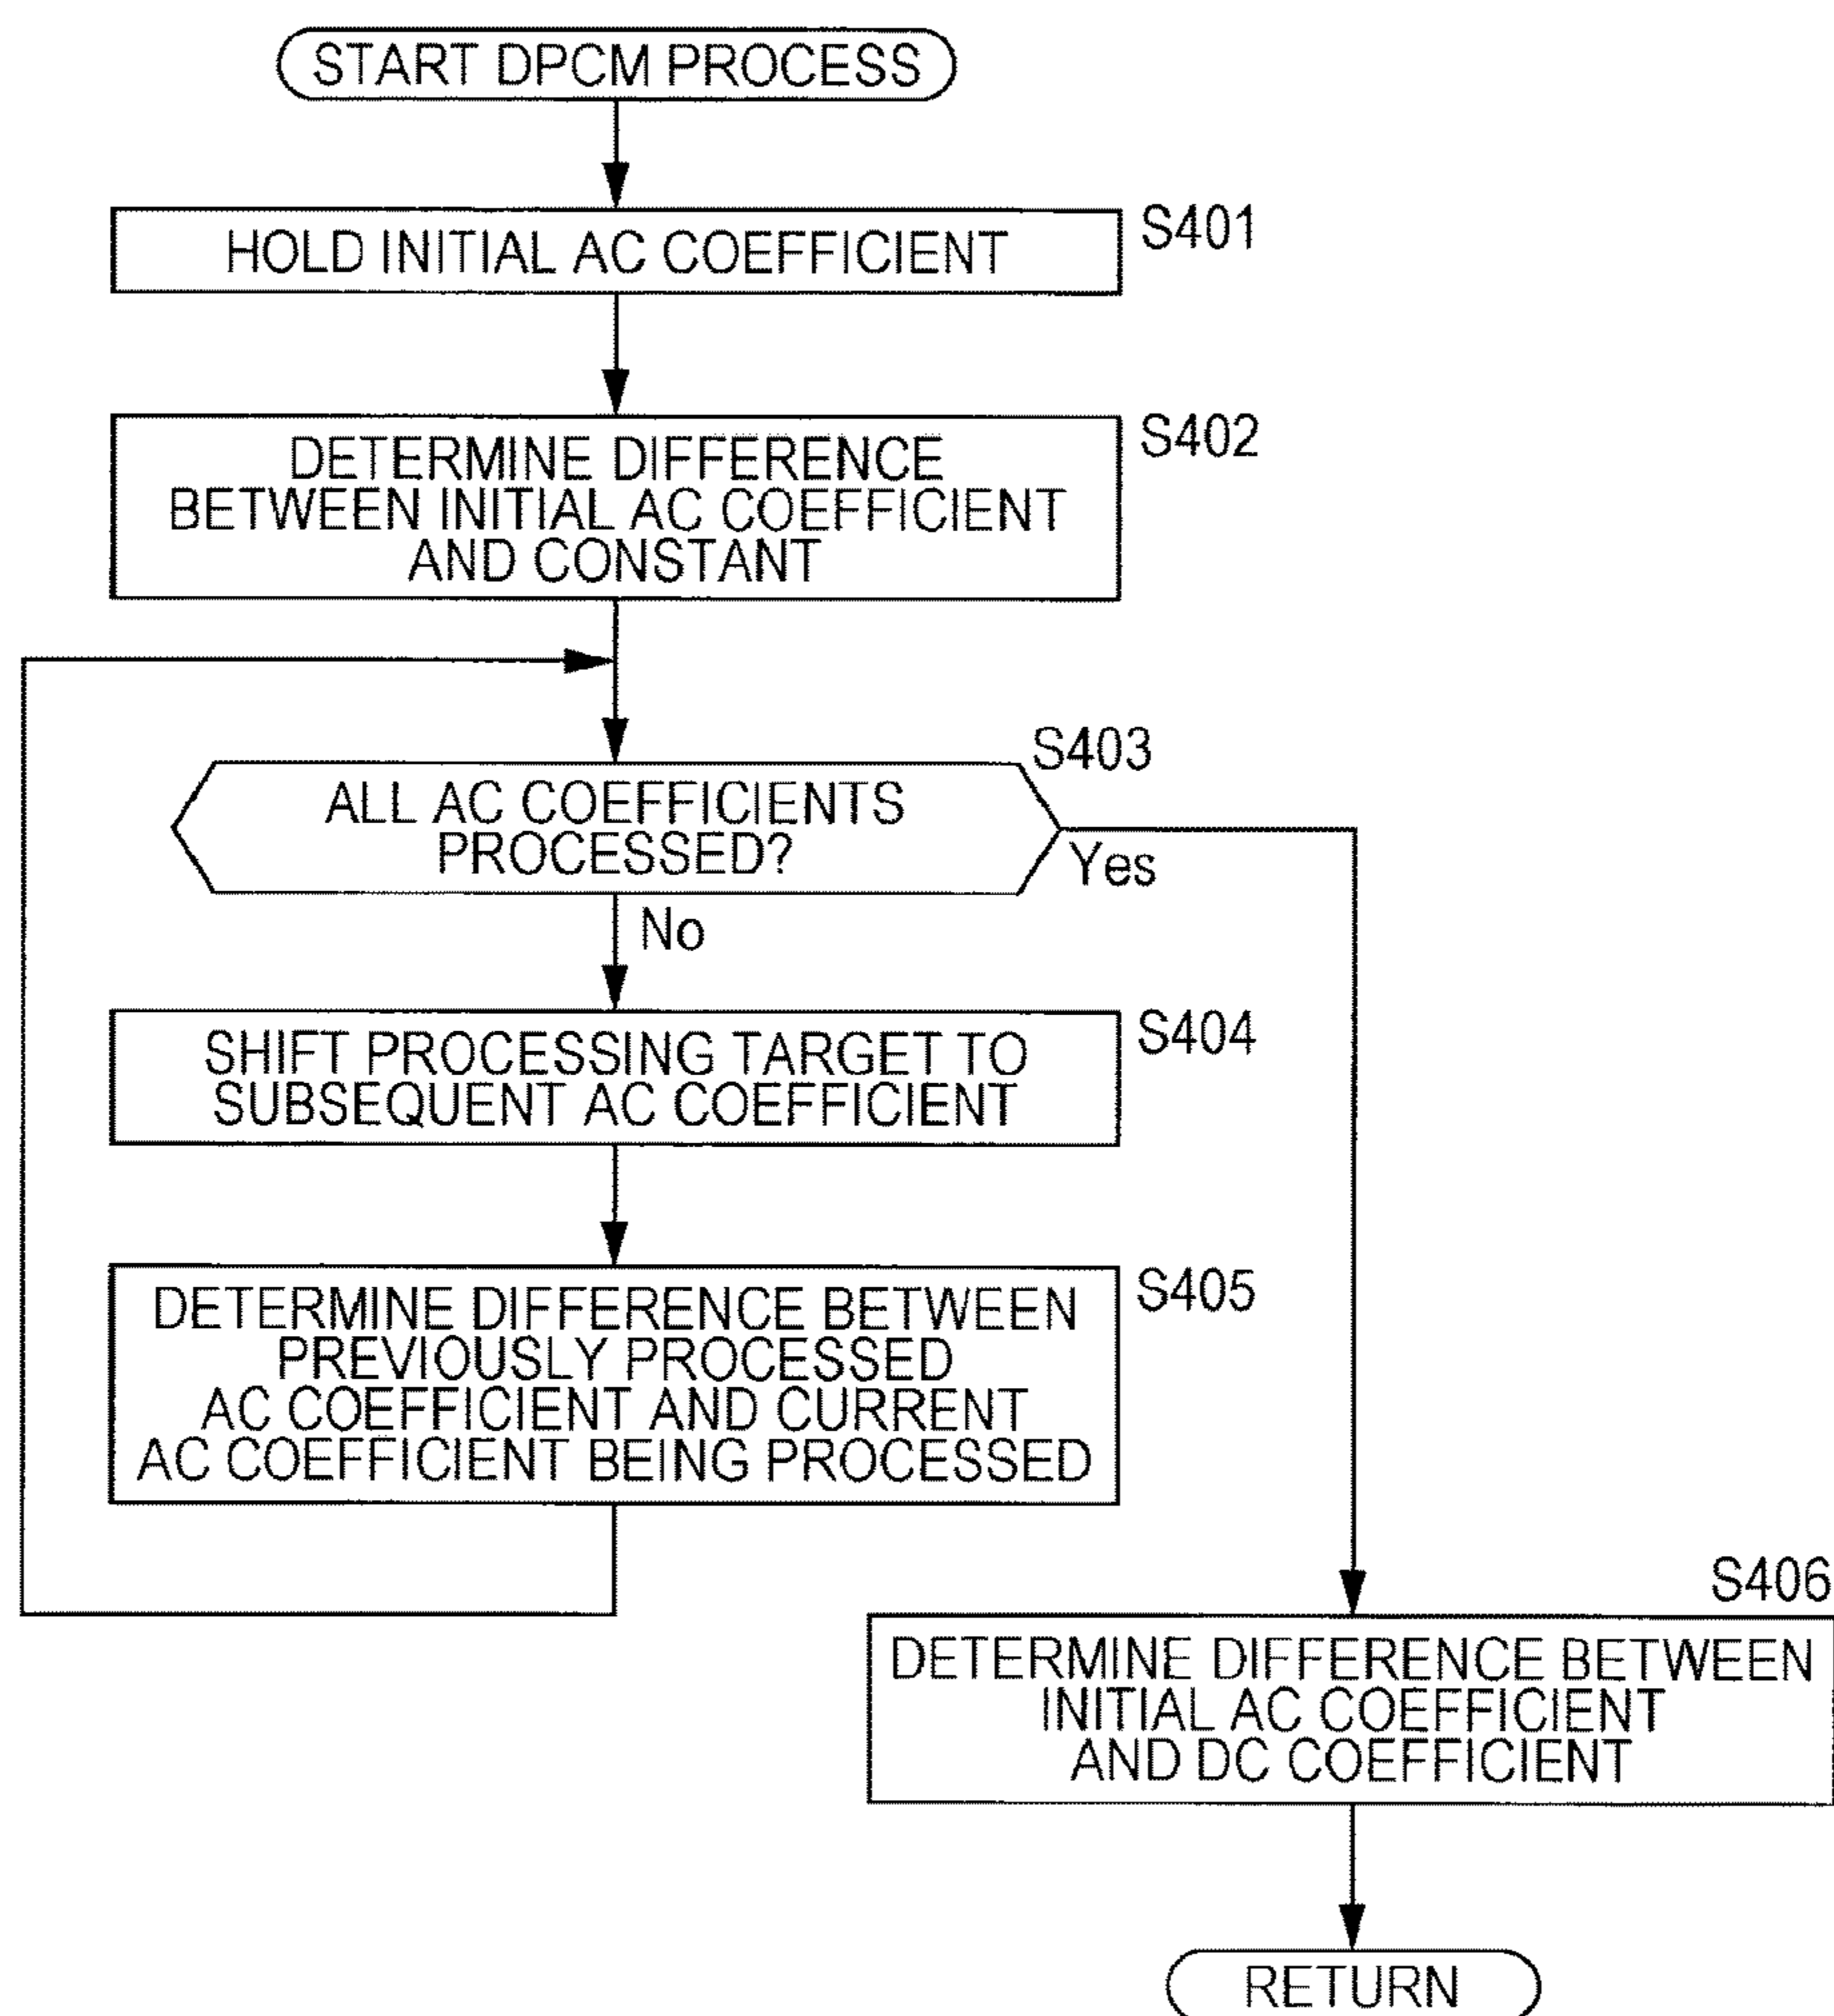 START DPCM PROCESS
HOLD INITIAL AC COEFFICIENT
S401
DETERMINE DIFFERENCE
BETWEEN INITIAL AC COEFFICIENT
AND CONSTANT
S402
S403
ALL AC COEFFICIENTS
PROCESSED?
Yes
No
SHIFT PROCESSING TARGET TO
SUBSEQUENT AC COEFFICIENT
S404
DETERMINE DIFFERENCE BETWEEN
PREVIOUSLY PROCESSED
AC COEFFICIENT AND CURRENT
AC COEFFICIENT BEING PROCESSED
S405
S406
DETERMINE DIFFERENCE BETWEEN
INITIAL AC COEFFICIENT
AND DC COEFFICIENT
RETURN